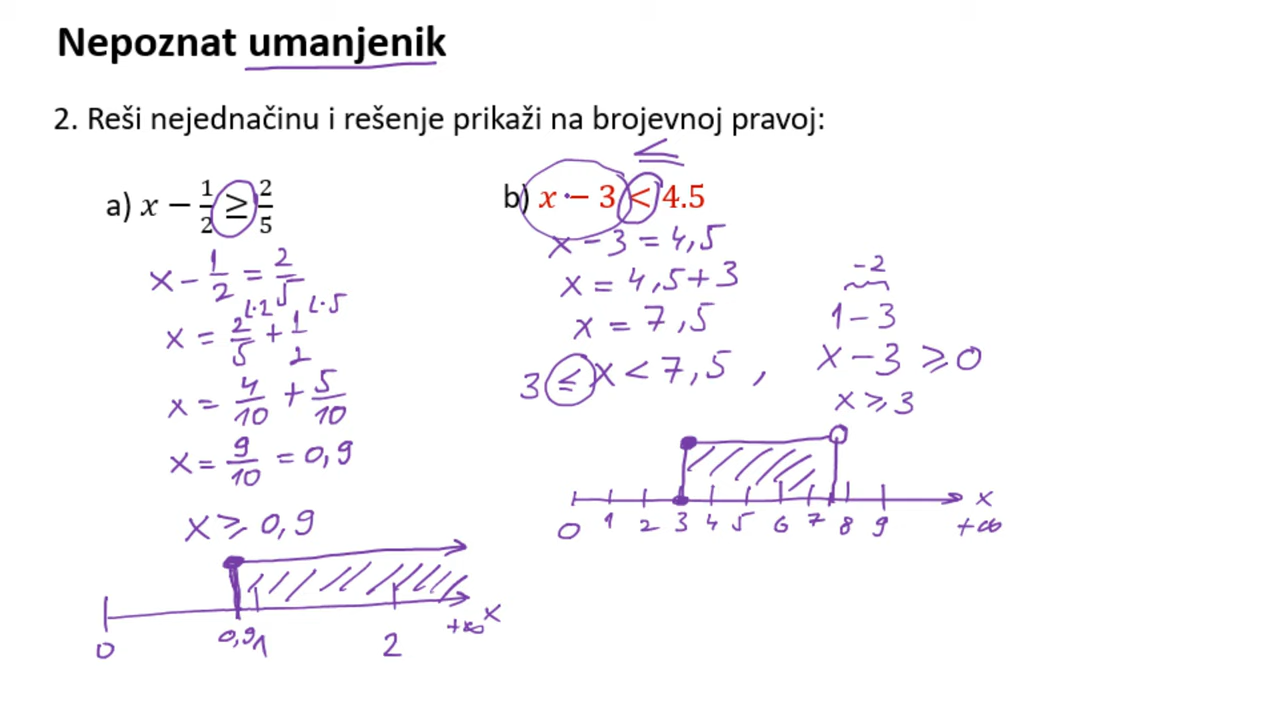 Nepoznat umanjenik
2. Reši nejednačinu i rešenje prikaži na brojevnoj pravoj:
a) x − 1/2 ≥ 2/5
x − 1/2 = 2/5
x = 2/5 |·2 + 1/2 |·5
x = 4/10 + 5/10
x = 9/10 = 0,9
x ≥ 0,9
0 0,9 1 2 +∞ x
≤
b) x − 3 < 4.5
x − 3 = 4,5
x = 4,5 + 3
x = 7,5
3 ≤ x < 7,5 ,
−2
1 − 3
x − 3 ≥ 0
x ≥ 3
0 1 2 3 4 5 6 7 8 9 +∞ x